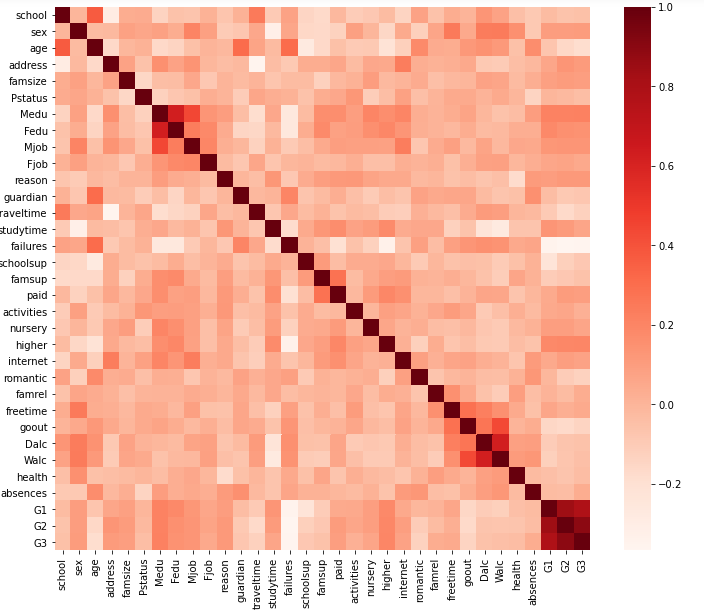 school
sex
age
address
famsize
Pstatus
Medu
Fedu
Mjob
Fjob
reason
guardian
raveltime
studytime
failures
schoolsup
famsup
paid
activities
nursery
higher
internet
romantic
famrel
freetime
goout
Dalc
Walc
health
absences
G1
G2
G3
school
sex
age
address
famsize
Pstatus
Medu
Fedu
Mjob
Fjob
reason
guardian
traveltime
studytime
failures
schoolsup
famsup
paid
activities
nursery
higher
internet
romantic
famrel
freetime
goout
Dalc
Walc
health
absences
G1
G2
G3
1.0
0.8
0.6
0.4
0.2
0.0
−0.2